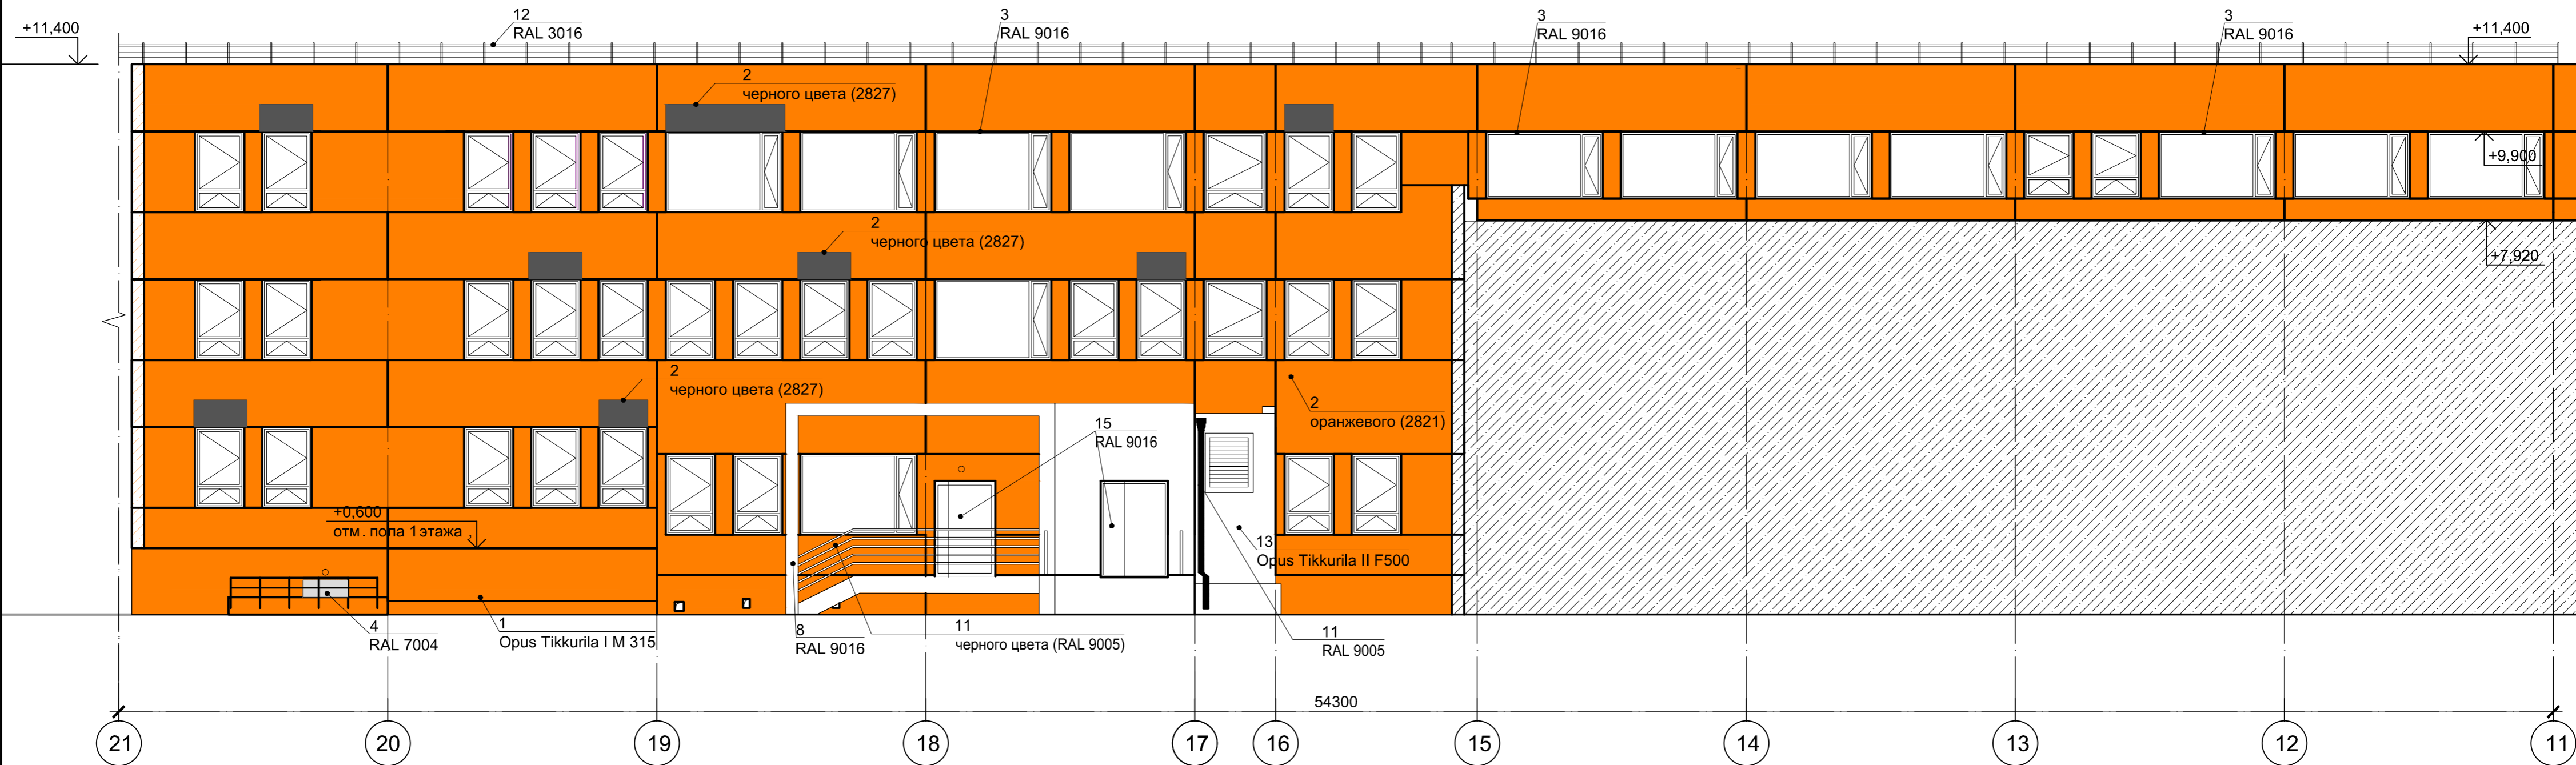 12
RAL 3016
3
RAL 9016
3
RAL 9016
3
RAL 9016
+11,400
+11,400
2
черного цвета (2827)
+9,900
2
черного цвета (2827)
+7,920
2
черного цвета (2827)
2
оранжевого (2821)
15
RAL 9016
+0,600
отм. пола 1 этажа
13
Opus Tikkurila II F500
4
RAL 7004
1
Opus Tikkurila I M 315
8
RAL 9016
11
черного цвета (RAL 9005)
11
RAL 9005
54300
21
20
19
18
17
16
15
14
13
12
11